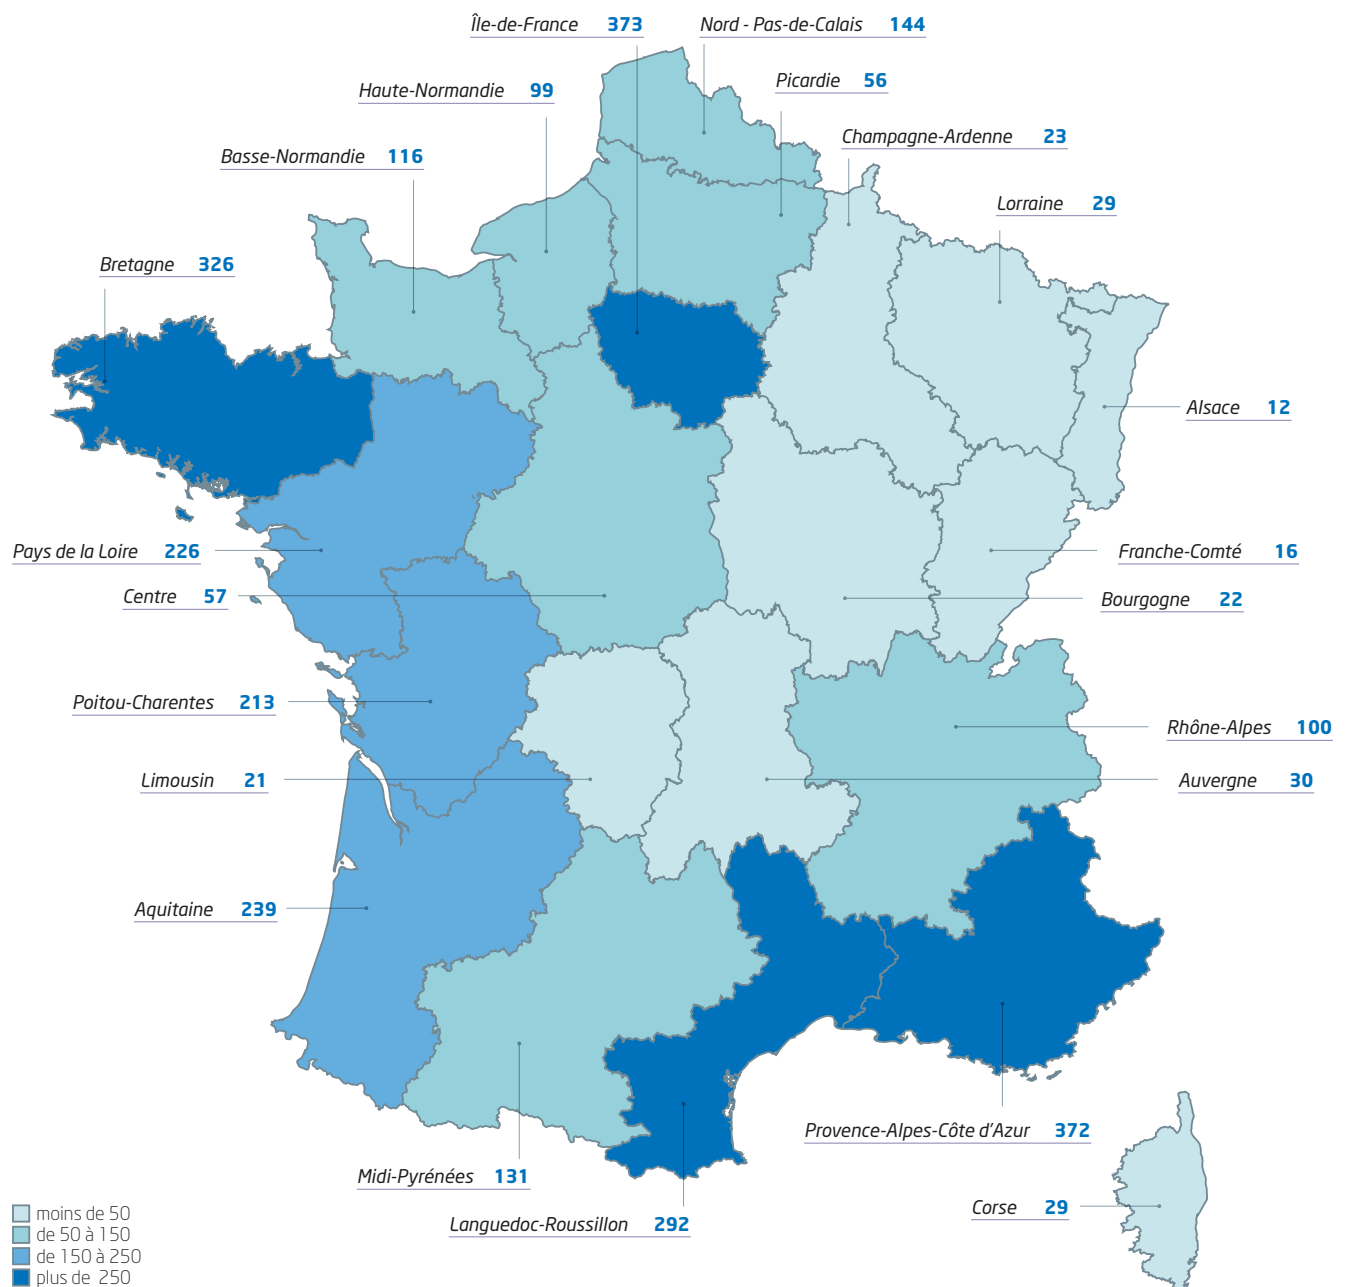 Île-de-France 373
Nord - Pas-de-Calais 144
Picardie 56
Haute-Normandie 99
Champagne-Ardenne 23
Basse-Normandie 116
Lorraine 29
Bretagne 326
Alsace 12
Pays de la Loire 226
Franche-Comté 16
Centre 57
Bourgogne 22
Poitou-Charentes 213
Rhône-Alpes 100
Limousin 21
Auvergne 30
Aquitaine 239
Provence-Alpes-Côte d'Azur 372
Midi-Pyrénées 131
Corse 29
Languedoc-Roussillon 292
moins de 50
de 50 à 150
de 150 à 250
plus de 250